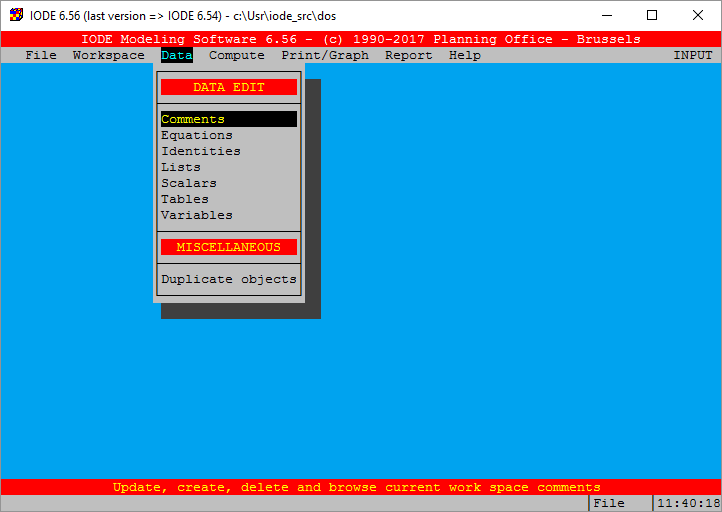 IODE 6.56 (last version => IODE 6.54) - c:\Usr\iode_src\dos
IODE Modeling Software 6.56 - (c) 1990-2017 Planning Office - Brussels
File Workspace Data Compute Print/Graph Report Help INPUT
DATA EDIT
Comments
Equations
Identities
Lists
Scalars
Tables
Variables
MISCELLANEOUS
Duplicate objects
Update, create, delete and browse current work space comments
File 11:40:18